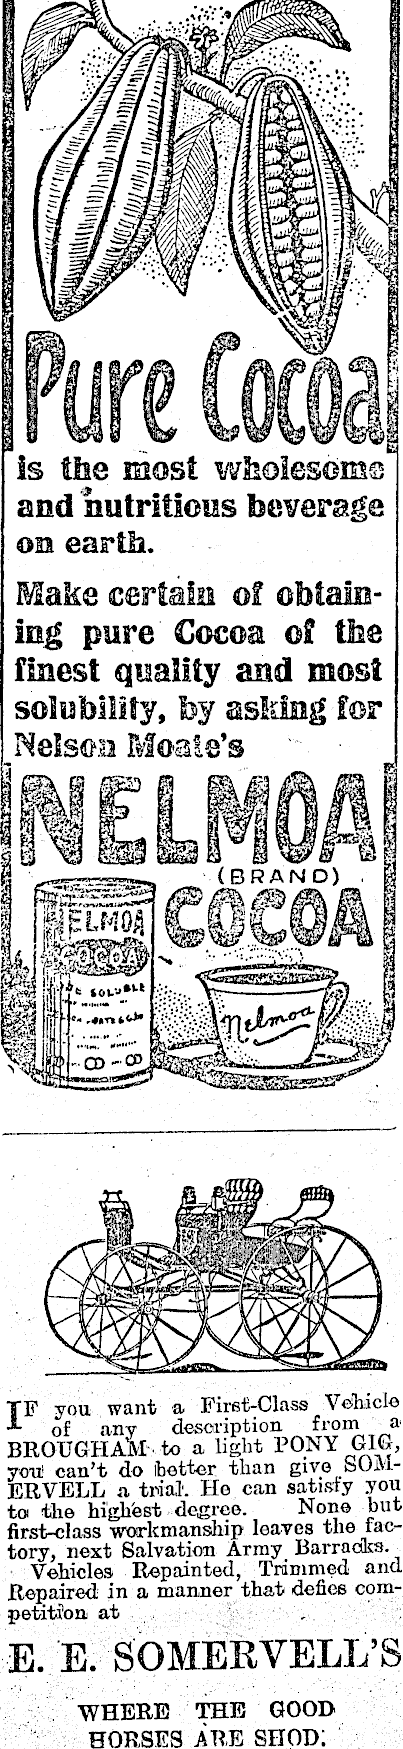 Pure Cocoa
is the most wholesome
and nutritious beverage
on earth.
Make certain of obtain-
ing pure Cocoa of the
finest quality and most
solubility, by asking for
Nelson Moate's
NELMOA
(BRAND)
COCOA
NELMOA
COCOA
SOLUBLE
Nelmoa
IF you want a First-Class Vehicle
of any description from a
BROUGHAM to a light PONY GIG,
you can't do better than give SOM-
ERVELL a trial. He can satisfy you
to the highest degree. None but
first-class workmanship leaves the fac-
tory, next Salvation Army Barracks.
Vehicles Repainted, Trimmed and
Repaired in a manner that defies com-
petition at
E. E. SOMERVELL'S
WHERE THE GOOD
HORSES ARE SHOD.